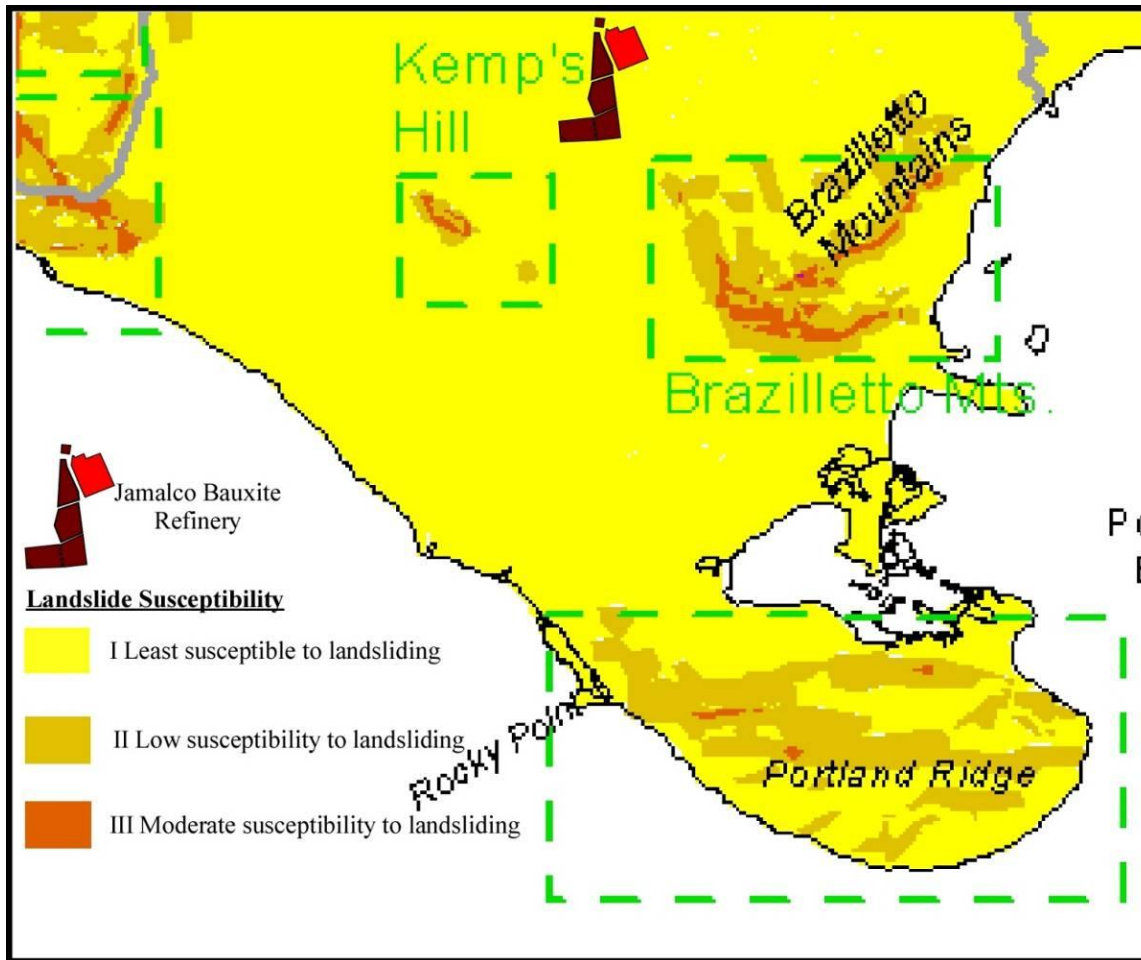 Kemp's
Hill
Brazilletto
Mountains
Brazilletto Mts.
Jamalco Bauxite
Refinery
Landslide Susceptibility
I Least susceptible to landsliding
II Low susceptibility to landsliding
III Moderate susceptibility to landsliding
Rocky Point
Portland Ridge